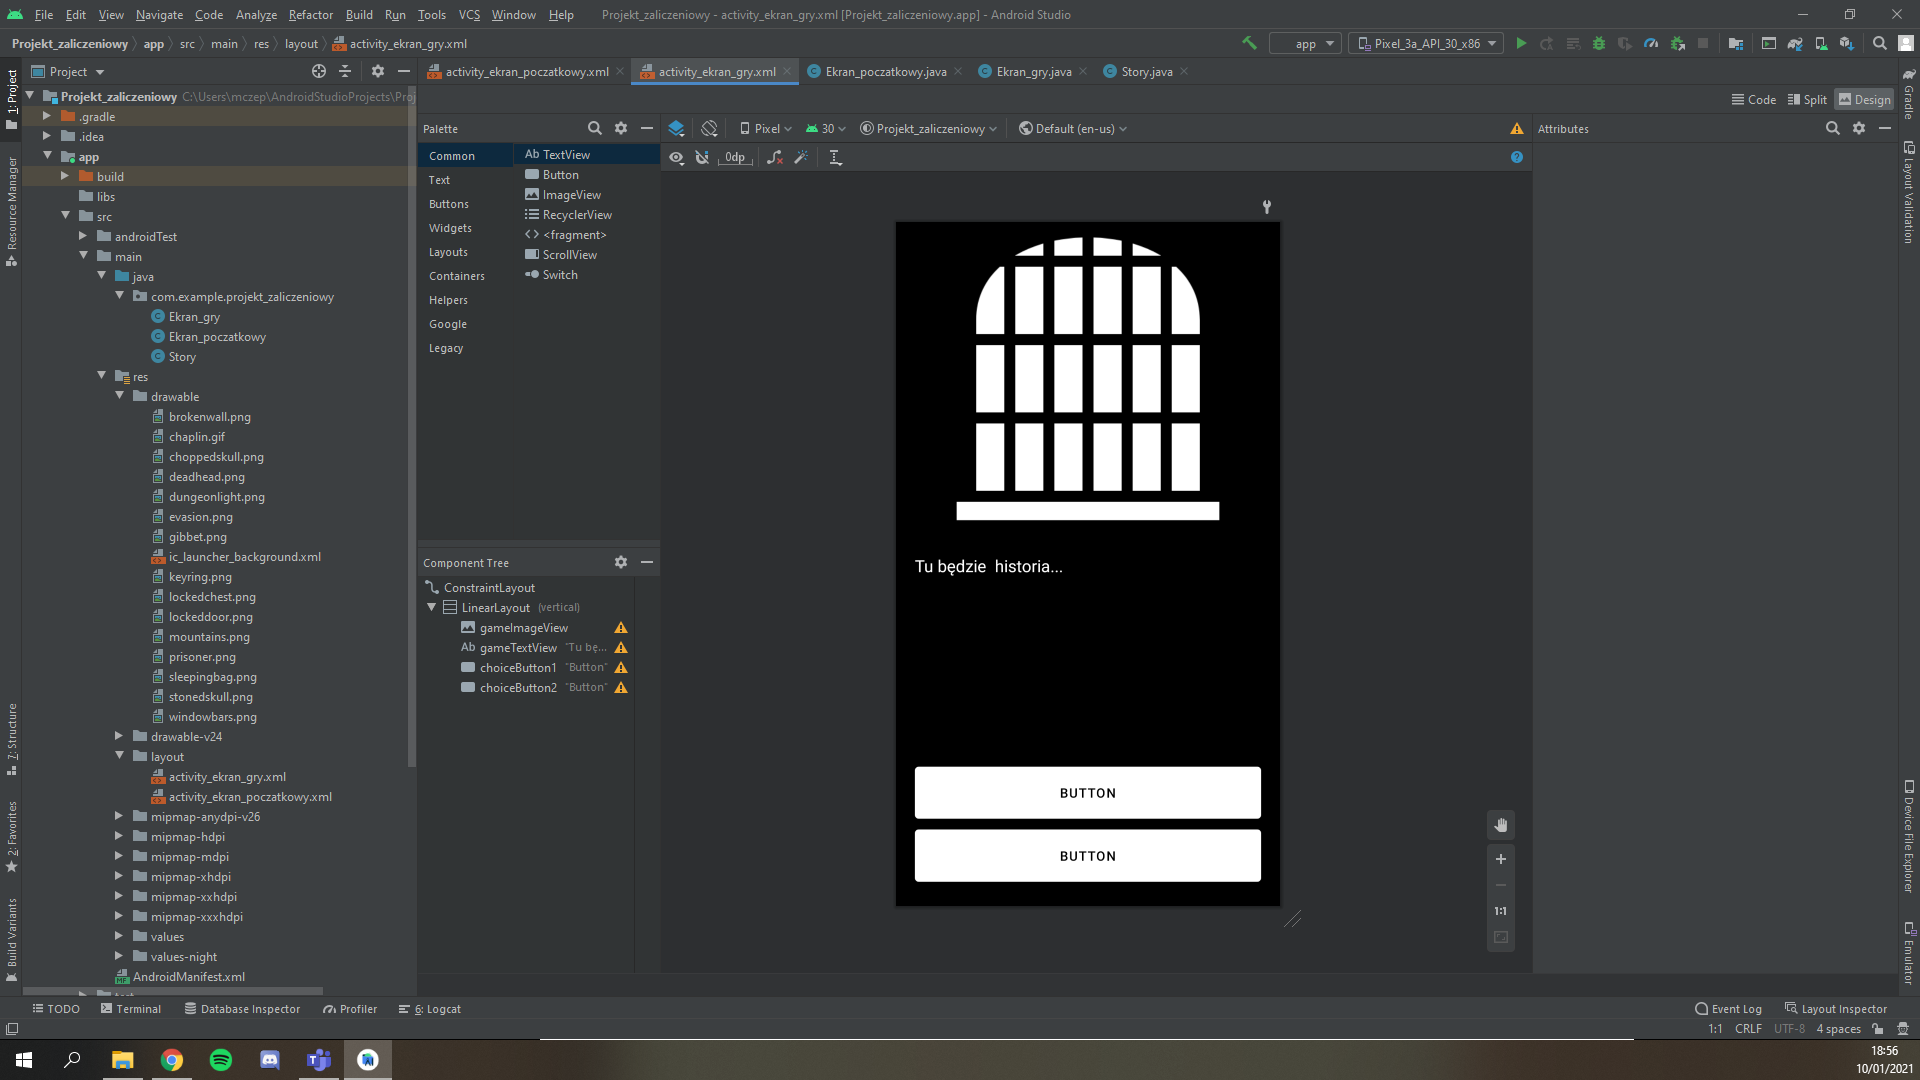 File Edit View Navigate Code Analyze Refactor Build Run Tools VCS Window Help Projekt_zaliczeniowy - activity_ekran_gry.xml [Projekt_zaliczeniowy.app] - Android Studio
Projekt_zaliczeniowy app src main res layout activity_ekran_gry.xml app Pixel_3a_API_30_x86
Project activity_ekran_poczatkowy.xml activity_ekran_gry.xml Ekran_poczatkowy.java Ekran_gry.java Story.java
Projekt_zaliczeniowy C:\Users\mczep\AndroidStudioProjects\Proj
Code Split Design
.gradle
.idea
app
build
libs
src
androidTest
main
java
com.example.projekt_zaliczeniowy
Ekran_gry
Ekran_poczatkowy
Story
res
drawable
brokenwall.png
chaplin.gif
choppedskull.png
deadhead.png
dungeonlight.png
evasion.png
gibbet.png
ic_launcher_background.xml
keyring.png
lockedchest.png
lockeddoor.png
mountains.png
prisoner.png
sleepingbag.png
stonedskull.png
windowbars.png
drawable-v24
layout
activity_ekran_gry.xml
activity_ekran_poczatkowy.xml
mipmap-anydpi-v26
mipmap-hdpi
mipmap-mdpi
mipmap-xhdpi
mipmap-xxhdpi
mipmap-xxxhdpi
values
values-night
AndroidManifest.xml
Palette
Common
Text
Buttons
Widgets
Layouts
Containers
Helpers
Google
Legacy
Ab TextView
Button
ImageView
RecyclerView
<fragment>
ScrollView
Switch
Component Tree
ConstraintLayout
LinearLayout (vertical)
gameImageView
Ab gameTextView "Tu bę...
choiceButton1 "Button"
choiceButton2 "Button"
Pixel 30 Projekt_zaliczeniowy Default (en-us)
0dp
Tu będzie historia...
BUTTON
BUTTON
1:1
Attributes
1: Project
Resource Manager
7: Structure
2: Favorites
Build Variants
Gradle
Layout Validation
Device File Explorer
Emulator
TODO Terminal Database Inspector Profiler 6: Logcat Event Log Layout Inspector
1:1 CRLF UTF-8 4 spaces
18:56
10/01/2021